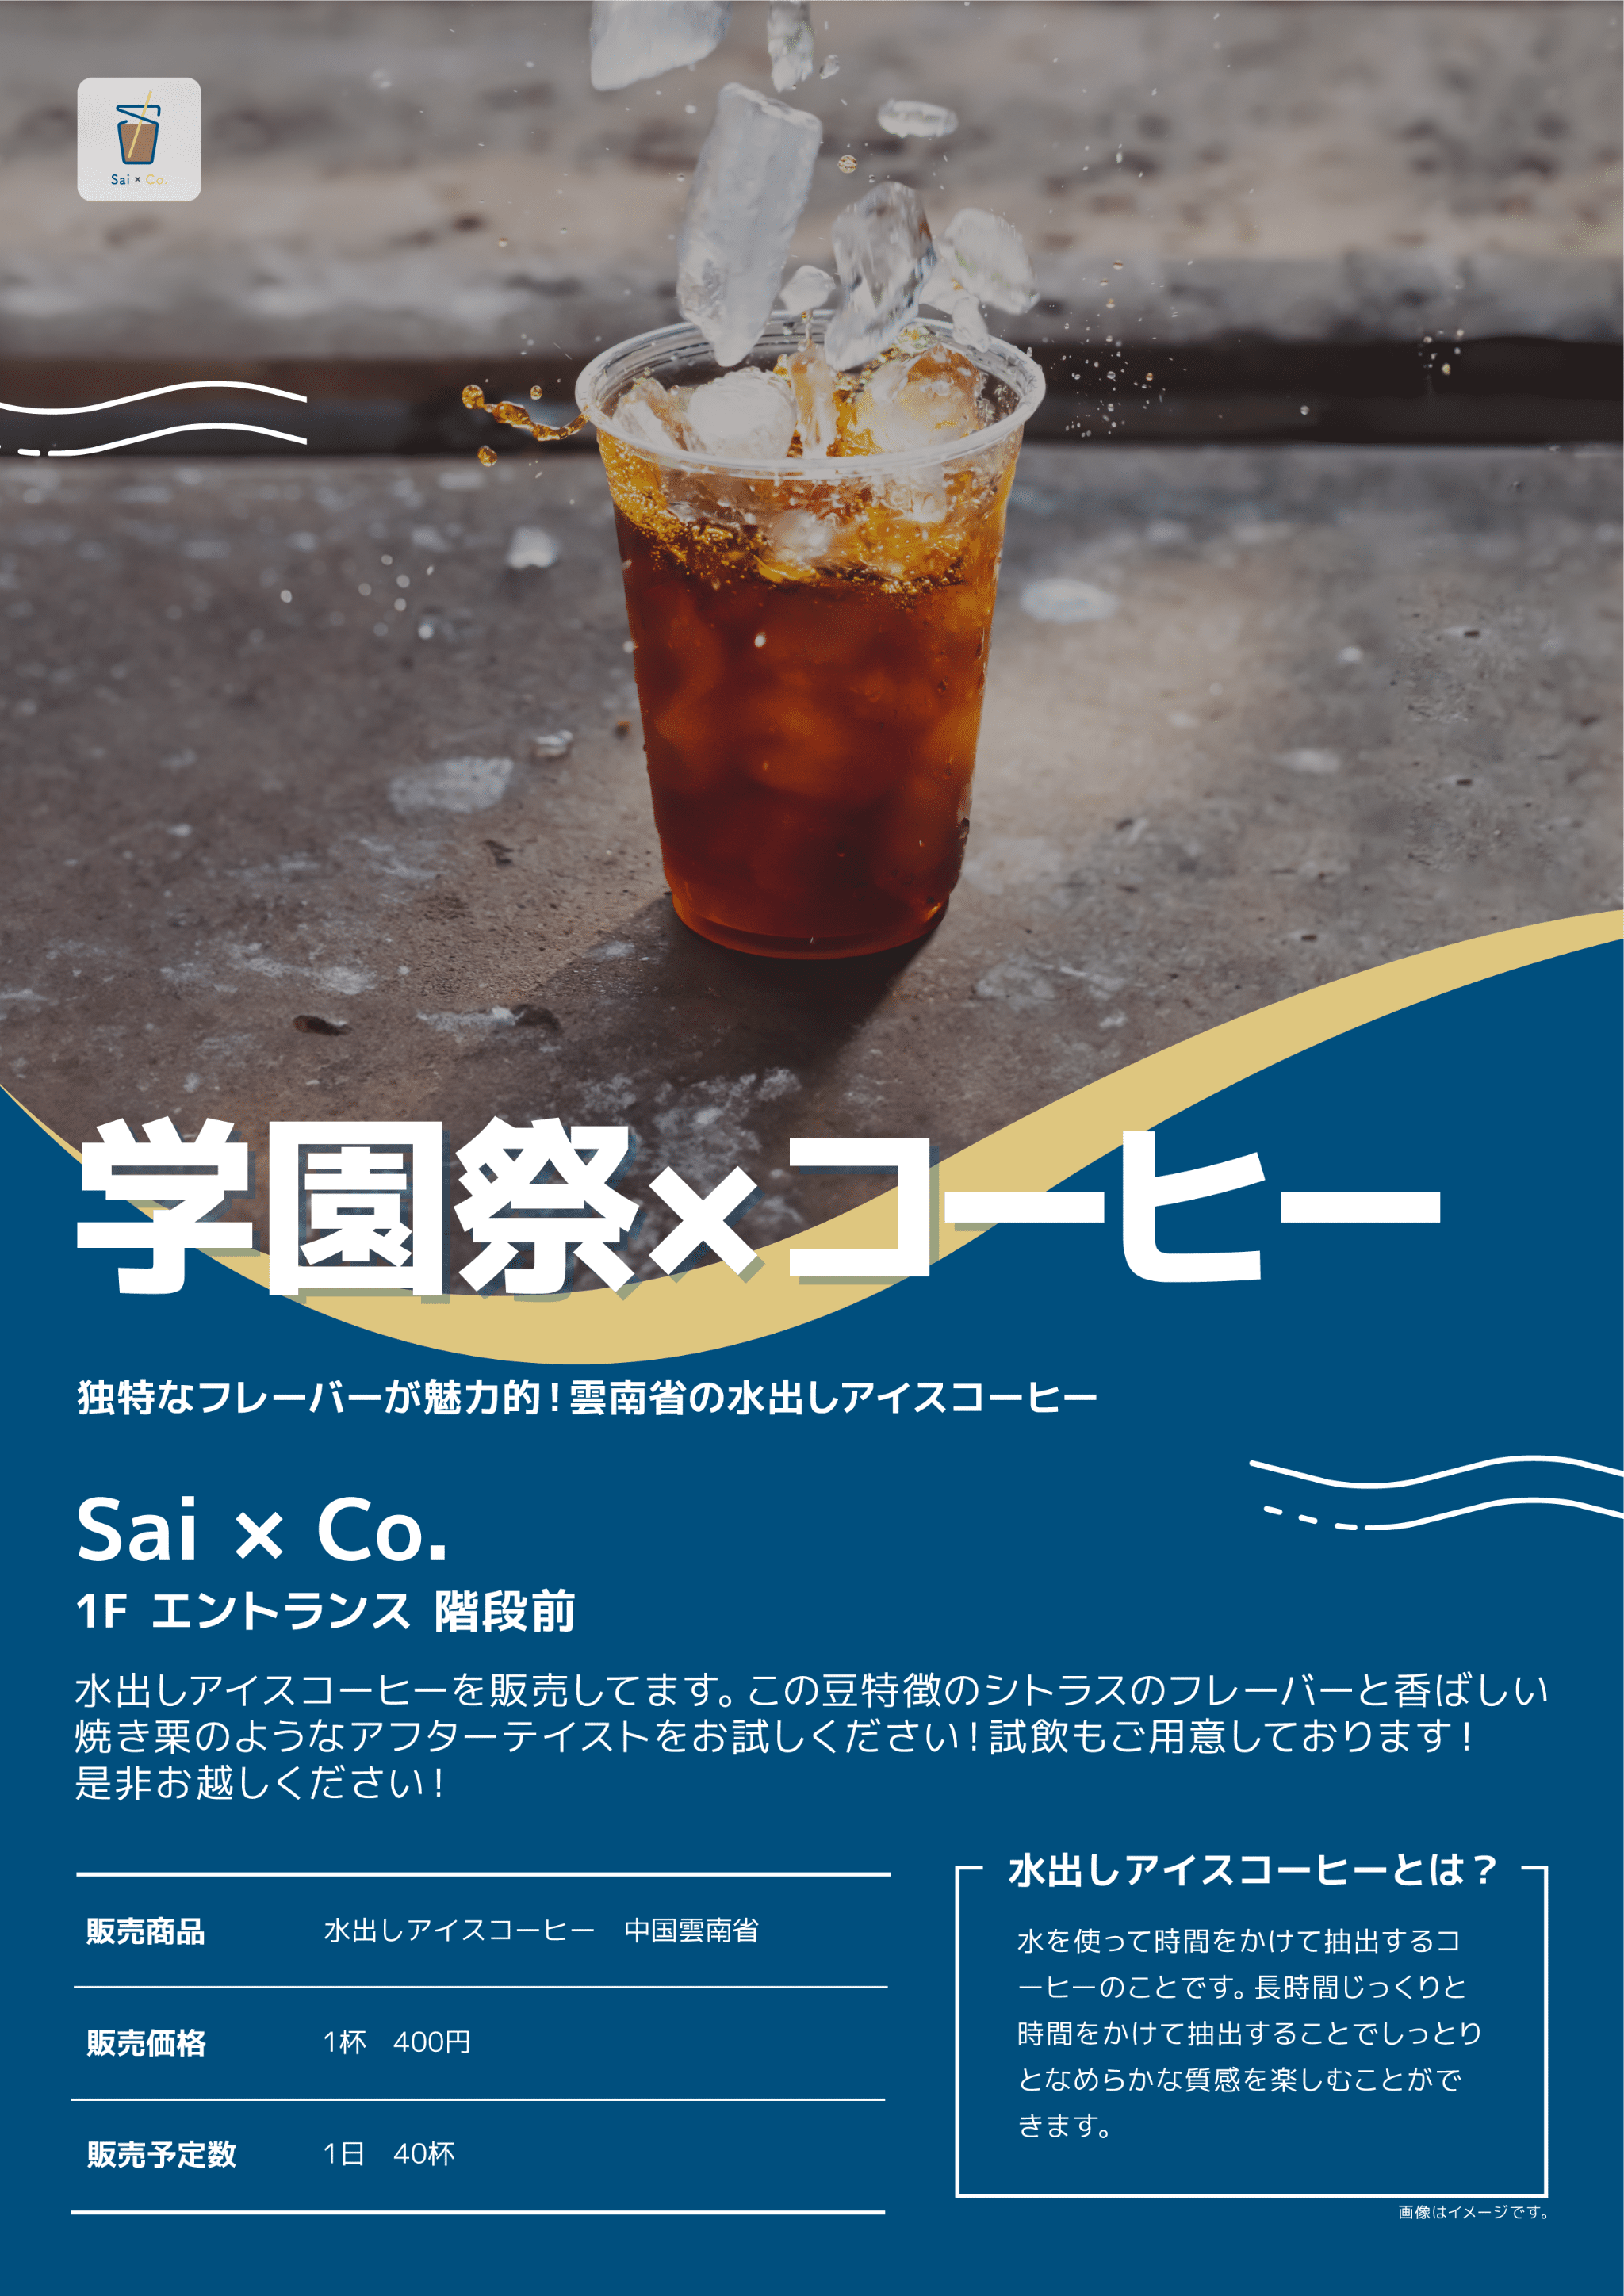 Sai × Co.
学園祭×コーヒー
独特なフレーバーが魅力的！雲南省の水出しアイスコーヒー
Sai × Co.
1F エントランス 階段前
水出しアイスコーヒーを販売してます。この豆特徴のシトラスのフレーバーと香ばしい
焼き栗のようなアフターテイストをお試しください！試飲もご用意しております！
是非お越しください！
販売商品 水出しアイスコーヒー　中国雲南省
販売価格 1杯　400円
販売予定数 1日　40杯
水出しアイスコーヒーとは？
水を使って時間をかけて抽出するコ
ーヒーのことです。長時間じっくりと
時間をかけて抽出することでしっとり
となめらかな質感を楽しむことがで
きます。
画像はイメージです。